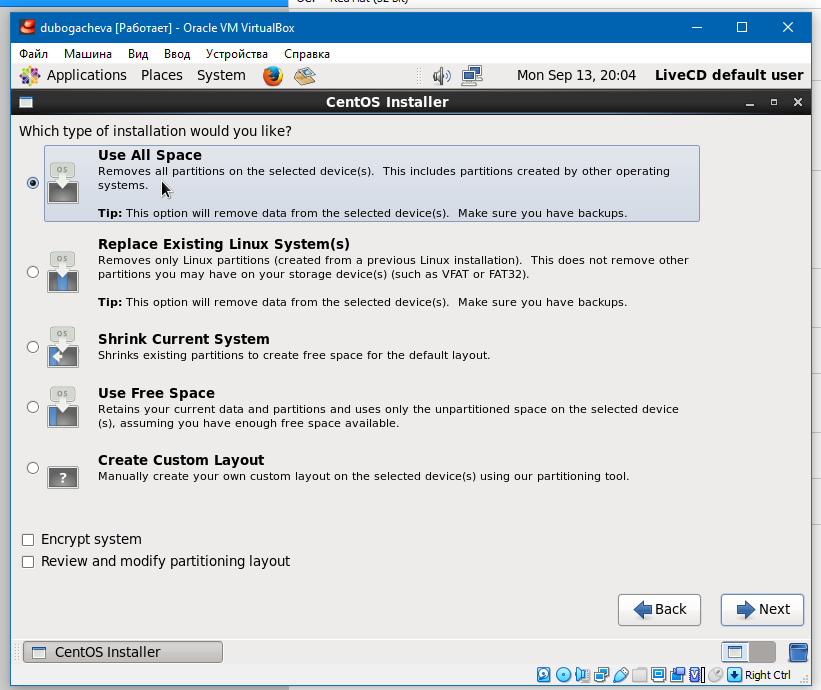 dubogacheva [Работает] - Oracle VM VirtualBox
Файл Машина Вид Ввод Устройства Справка
Applications Places System Mon Sep 13, 20:04 LiveCD default user
CentOS Installer
Which type of installation would you like?
Use All Space
Removes all partitions on the selected device(s). This includes partitions created by other operating
systems.
Tip: This option will remove data from the selected device(s). Make sure you have backups.
Replace Existing Linux System(s)
Removes only Linux partitions (created from a previous Linux installation). This does not remove other
partitions you may have on your storage device(s) (such as VFAT or FAT32).
Tip: This option will remove data from the selected device(s). Make sure you have backups.
Shrink Current System
Shrinks existing partitions to create free space for the default layout.
Use Free Space
Retains your current data and partitions and uses only the unpartitioned space on the selected device
(s), assuming you have enough free space available.
Create Custom Layout
Manually create your own custom layout on the selected device(s) using our partitioning tool.
OS
OS
OS
OS
?
Encrypt system
Review and modify partitioning layout
Back Next
CentOS Installer
Right Ctrl